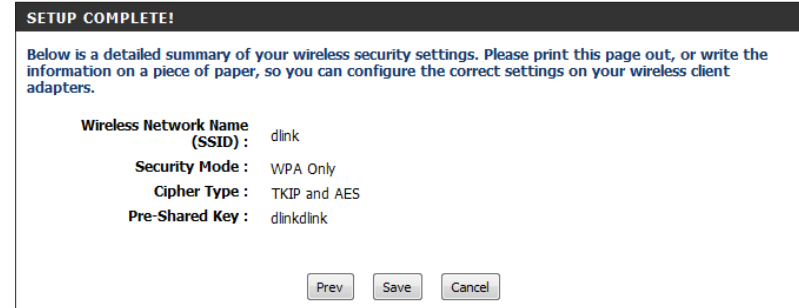 SETUP COMPLETE!
Below is a detailed summary of your wireless security settings. Please print this page out, or write the
information on a piece of paper, so you can configure the correct settings on your wireless client
adapters.
Wireless Network Name
(SSID) : dlink
Security Mode : WPA Only
Cipher Type : TKIP and AES
Pre-Shared Key : dlinkdlink
Prev Save Cancel